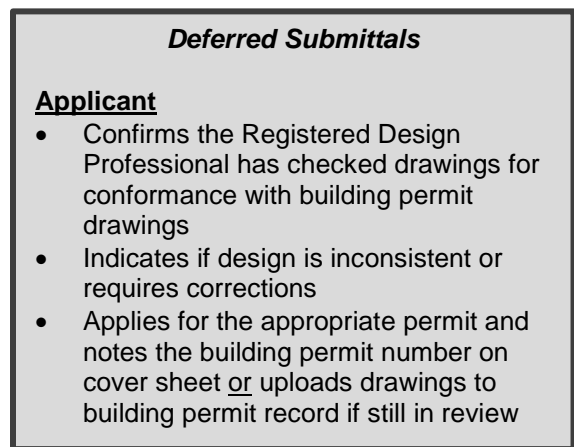 Deferred Submittals
Applicant
• Confirms the Registered Design
Professional has checked drawings for
conformance with building permit
drawings
• Indicates if design is inconsistent or
requires corrections
• Applies for the appropriate permit and
notes the building permit number on
cover sheet or uploads drawings to
building permit record if still in review